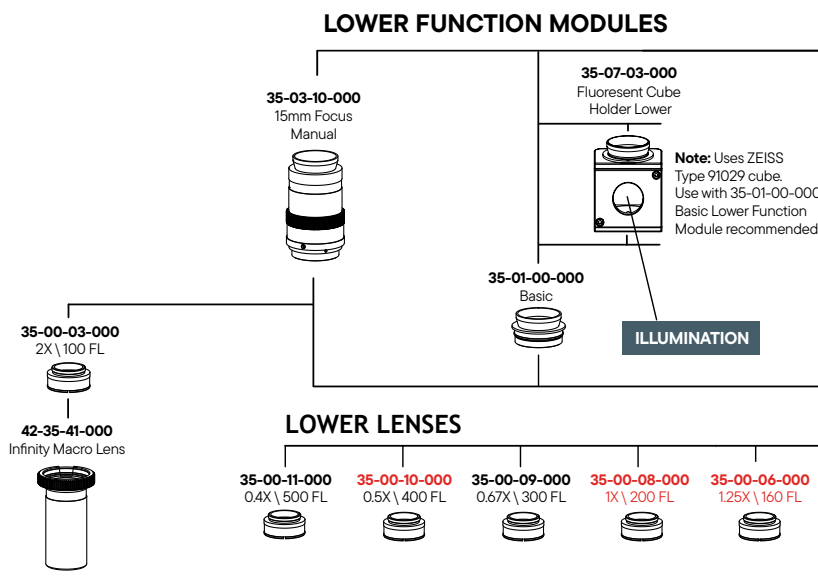 LOWER FUNCTION MODULES
35-03-10-000
15mm Focus
Manual
35-07-03-000
Fluoresent Cube
Holder Lower
Note: Uses ZEISS
Type 91029 cube.
Use with 35-01-00-000
Basic Lower Function
Module recommended
35-01-00-000
Basic
ILLUMINATION
35-00-03-000
2X \ 100 FL
42-35-41-000
Infinity Macro Lens
LOWER LENSES
35-00-11-000
0.4X \ 500 FL
35-00-10-000
0.5X \ 400 FL
35-00-09-000
0.67X \ 300 FL
35-00-08-000
1X \ 200 FL
35-00-06-000
1.25X \ 160 FL